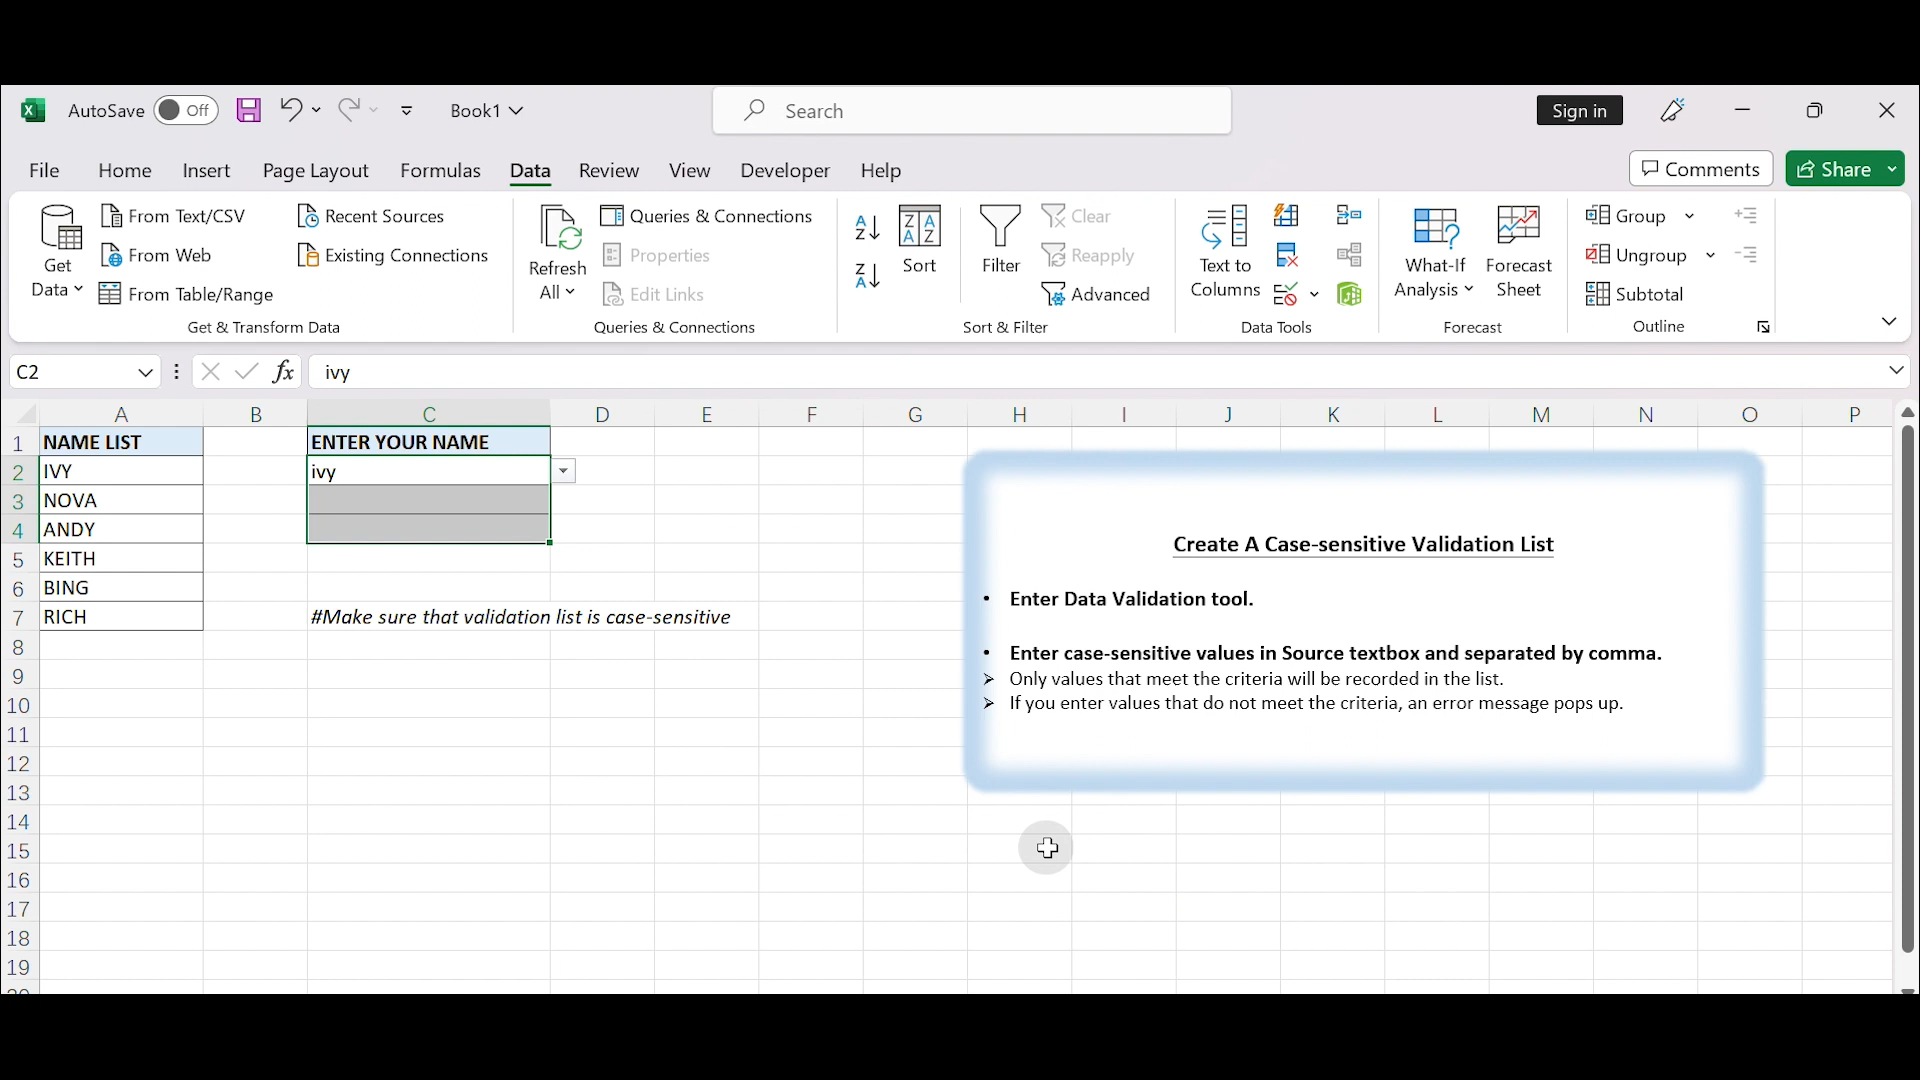 AutoSave Off Book1 Search Sign in
File Home Insert Page Layout Formulas Data Review View Developer Help Comments Share
Get Data
From Text/CSV
From Web
From Table/Range
Recent Sources
Existing Connections
Get & Transform Data
Refresh All
Queries & Connections
Properties
Edit Links
Queries & Connections
Sort
Filter
Clear
Reapply
Advanced
Sort & Filter
Text to Columns
Data Tools
What-If Analysis
Forecast Sheet
Forecast
Group
Ungroup
Subtotal
Outline
C2 fx ivy
A B C D E F G H I J K L M N O P
1 NAME LIST ENTER YOUR NAME
2 IVY ivy
3 NOVA
4 ANDY
5 KEITH
6 BING
7 RICH #Make sure that validation list is case-sensitive
8
9
10
11
12
13
14
15
16
17
18
19
Create A Case-sensitive Validation List
• Enter Data Validation tool.
• Enter case-sensitive values in Source textbox and separated by comma.
➢ Only values that meet the criteria will be recorded in the list.
➢ If you enter values that do not meet the criteria, an error message pops up.